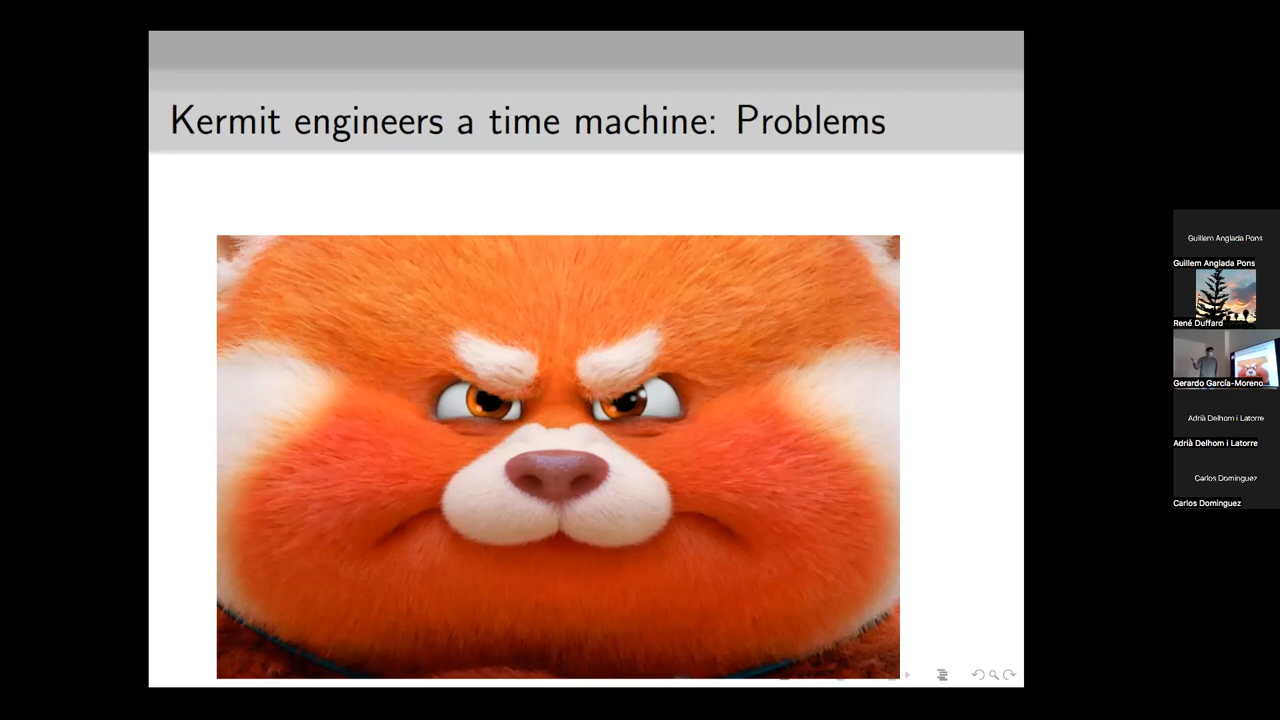 Kermit engineers a time machine: Problems
Guillem Anglada Pons
Guillem Anglada Pons
René Duffard
Gerardo García-Moreno
Adrià Delhom i Latorre
Adrià Delhom i Latorre
Carlos Dominguez
Carlos Dominguez